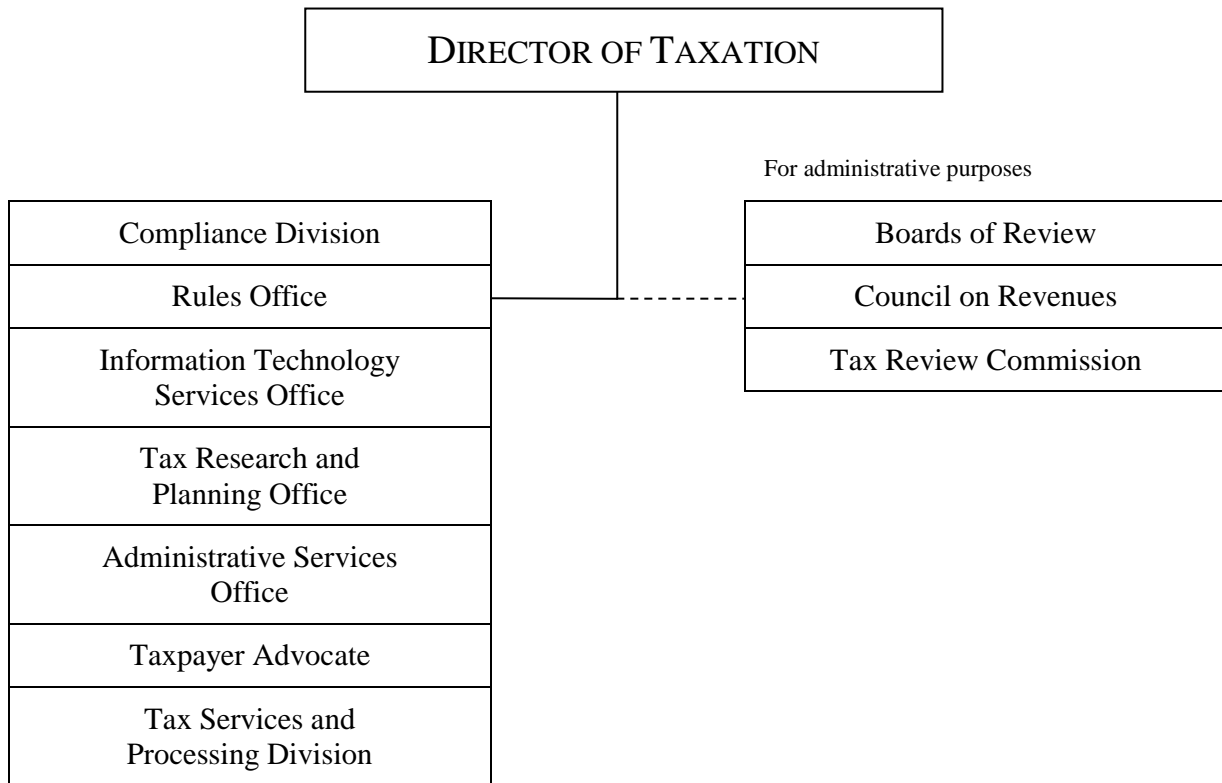 DIRECTOR OF TAXATION
For administrative purposes
Compliance Division
Rules Office
Information Technology
Services Office
Tax Research and
Planning Office
Administrative Services
Office
Taxpayer Advocate
Tax Services and
Processing Division
Boards of Review
Council on Revenues
Tax Review Commission